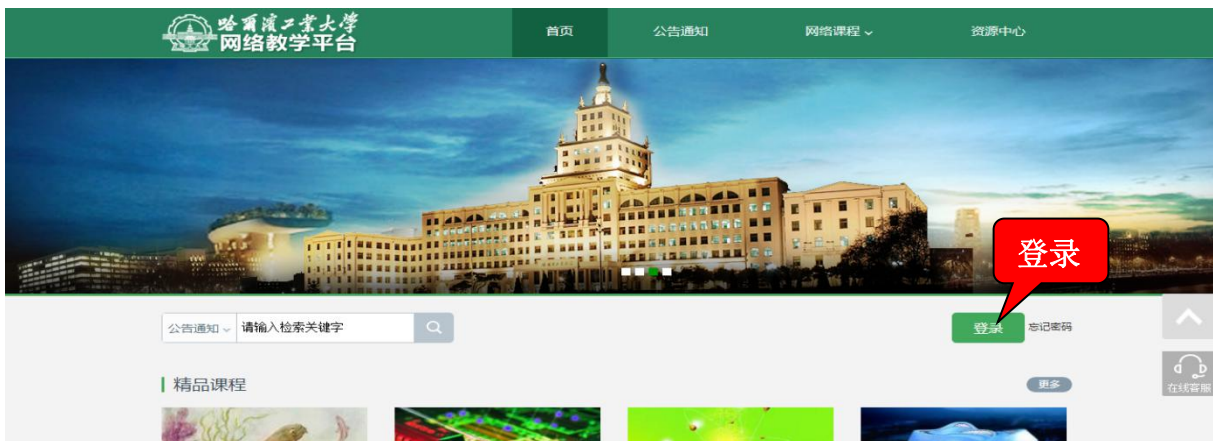 哈爾濱工業大學
网络教学平台
首页 公告通知 网络课程 资源中心
登录
公告通知 请输入检索关键字
登录 忘记密码
在线客服
精品课程 更多